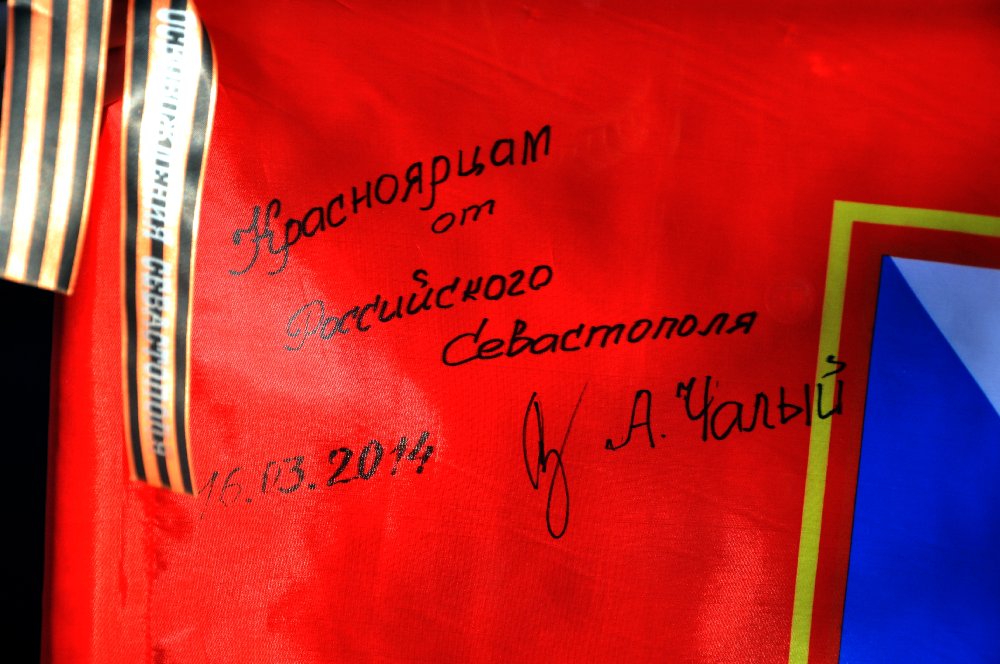 Красноярцам
от
Российского
Севастополя
А. Чалый
16.03.2014